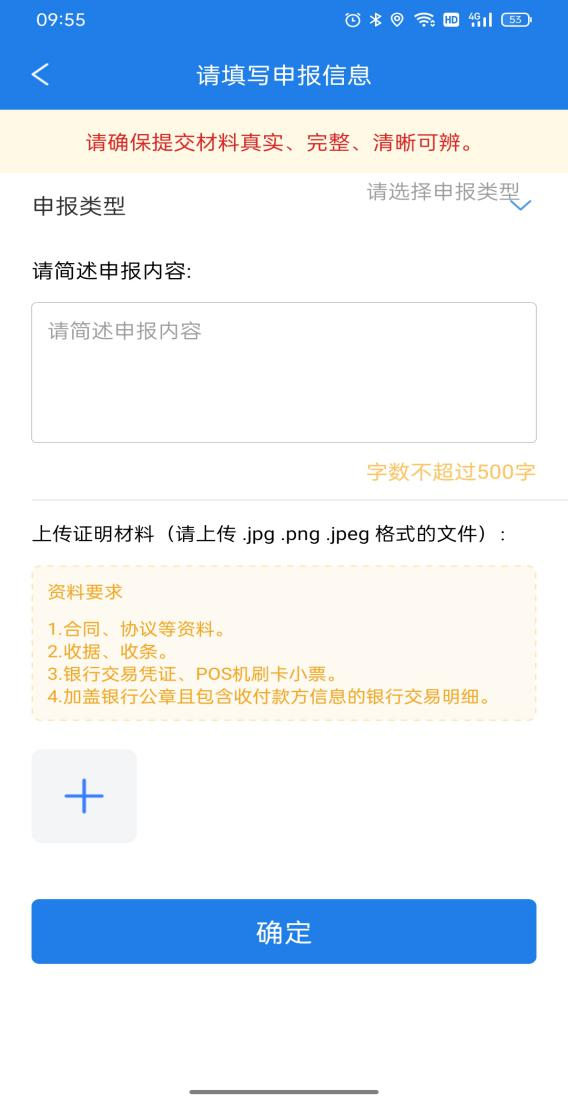 09:55
HD 4G 53
请填写申报信息
请确保提交材料真实、完整、清晰可辨。
请选择申报类型
申报类型
请简述申报内容:
请简述申报内容
字数不超过500字
上传证明材料（请上传 .jpg .png .jpeg 格式的文件）:
资料要求
1.合同、协议等资料。
2.收据、收条。
3.银行交易凭证、POS机刷卡小票。
4.加盖银行公章且包含收付款方信息的银行交易明细。
确定